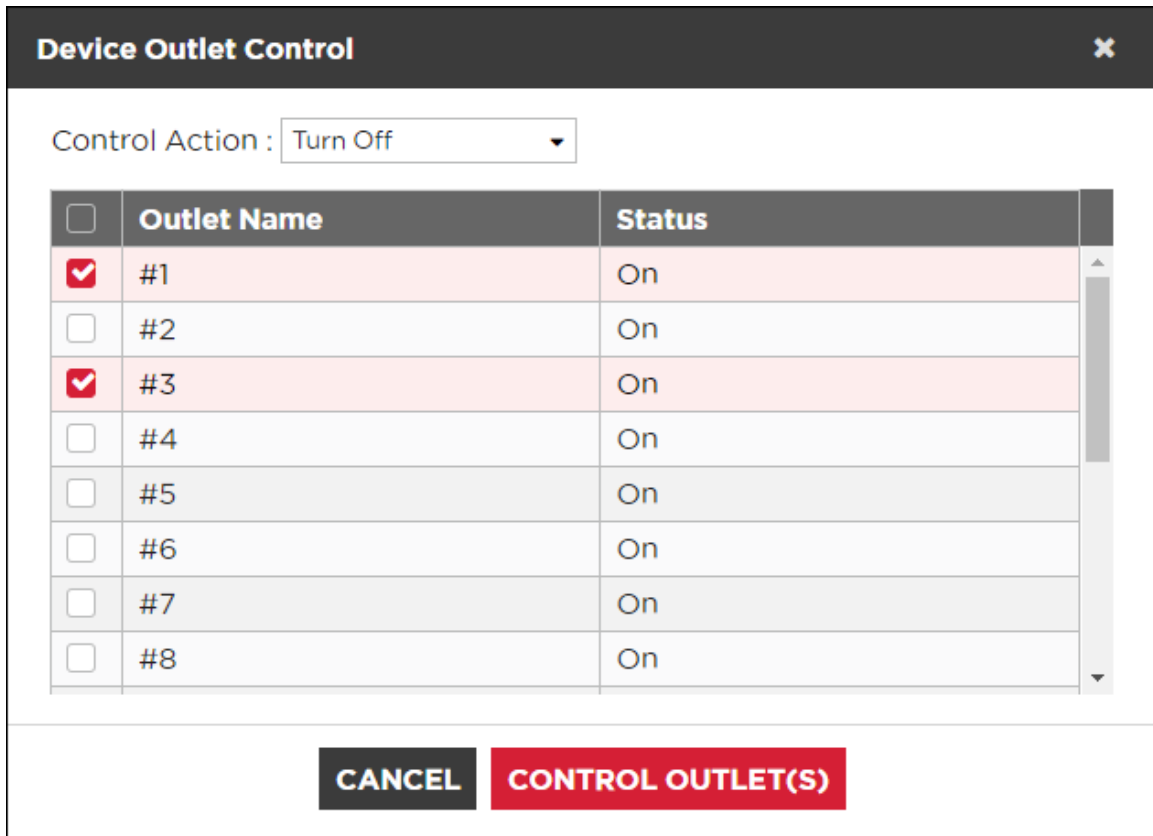 Device Outlet Control
Control Action : Turn Off
Outlet Name Status
#1 On
#2 On
#3 On
#4 On
#5 On
#6 On
#7 On
#8 On
CANCEL CONTROL OUTLET(S)